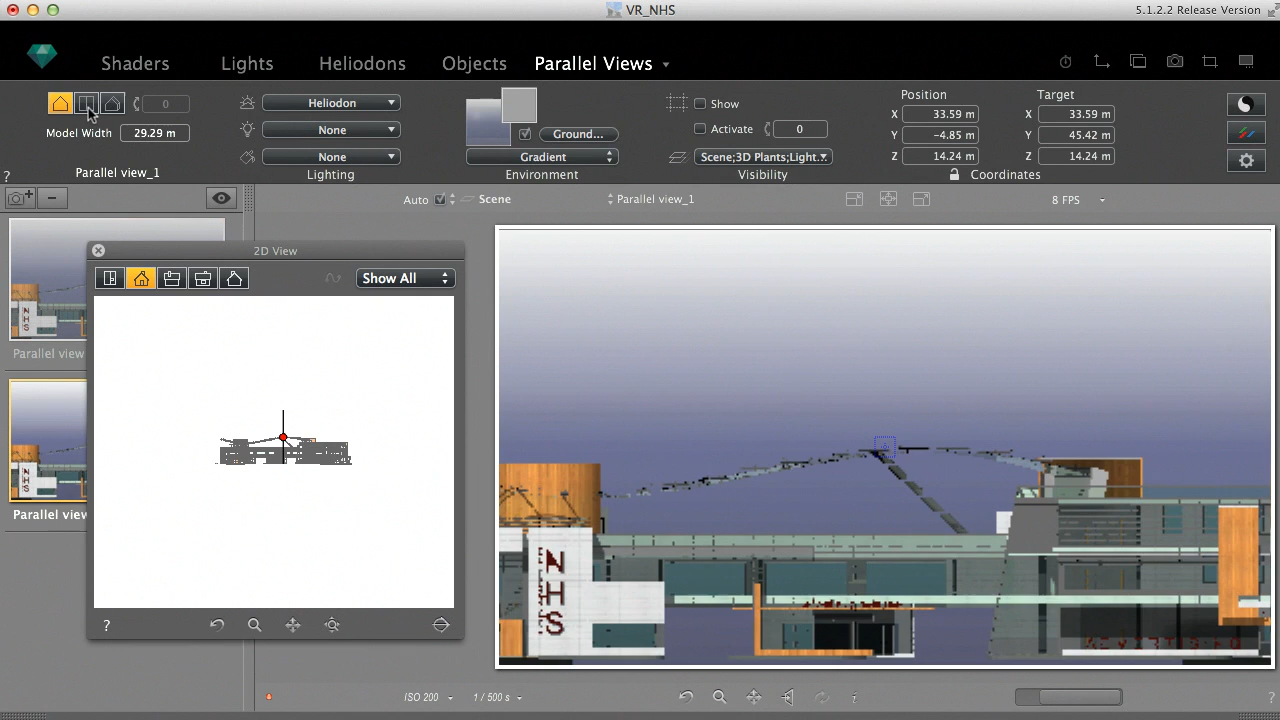 VR_NHS
5.1.2.2 Release Version
Shaders Lights Heliodons Objects Parallel Views
0
Model Width 29.29 m
Parallel view_1
?
Heliodon
None
None
Lighting
Ground...
Gradient
Environment
Show
Activate 0
Scene;3D Plants;Light.
Visibility
Position Target
X 33.59 m X 33.59 m
Y −4.85 m Y 45.42 m
Z 14.24 m Z 14.24 m
Coordinates
Auto Scene Parallel view_1 8 FPS
Parallel view
Parallel view
2D View
Show All
?
NHS
ISO 200 1 / 500 s
i
?